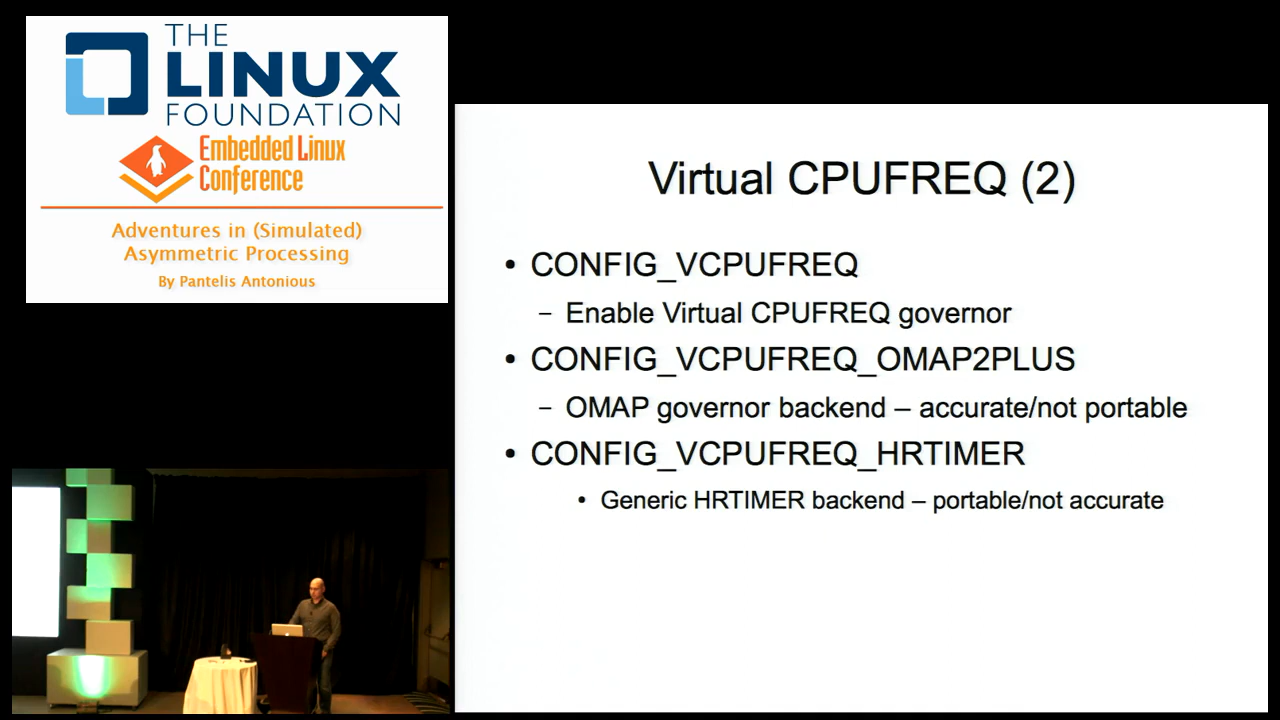 THE
LINUX
FOUNDATION
Embedded Linux
Conference
Adventures in (Simulated)
Asymmetric Processing
By Pantelis Antonious
Virtual CPUFREQ (2)
• CONFIG_VCPUFREQ
– Enable Virtual CPUFREQ governor
• CONFIG_VCPUFREQ_OMAP2PLUS
– OMAP governor backend – accurate/not portable
• CONFIG_VCPUFREQ_HRTIMER
• Generic HRTIMER backend – portable/not accurate